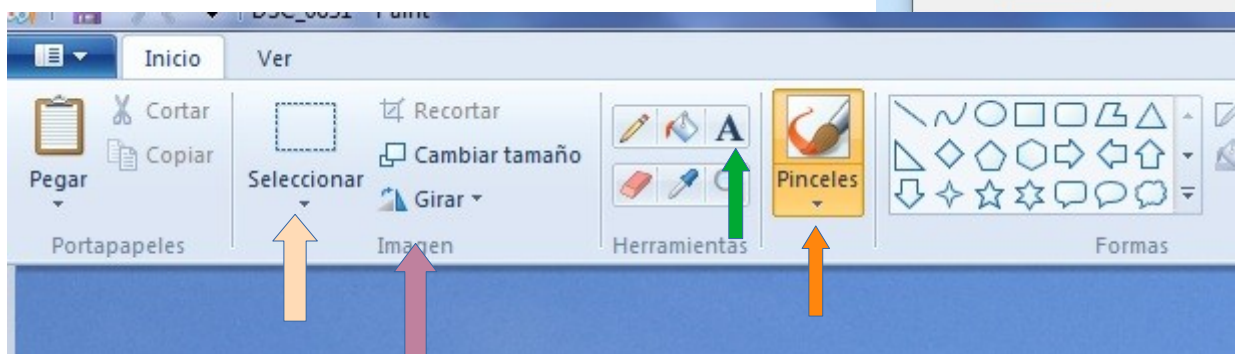 Inicio Ver
Cortar
Copiar
Pegar
Portapapeles
Seleccionar
Recortar
Cambiar tamaño
Girar
Imagen
A
Herramientas
Pinceles
Formas